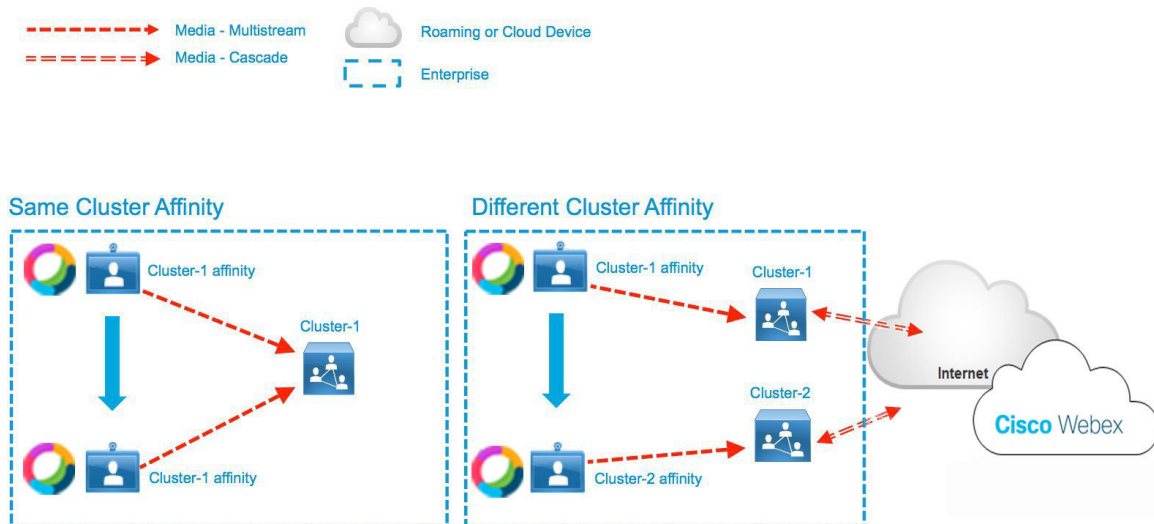 Media - Multistream
Roaming or Cloud Device
Media - Cascade
Enterprise
Same Cluster Affinity
Different Cluster Affinity
Cluster-1 affinity
Cluster-1
Cluster-1 affinity
Cluster-1 affinity
Cluster-1
Cluster-2
Cluster-2 affinity
Internet
Cisco Webex